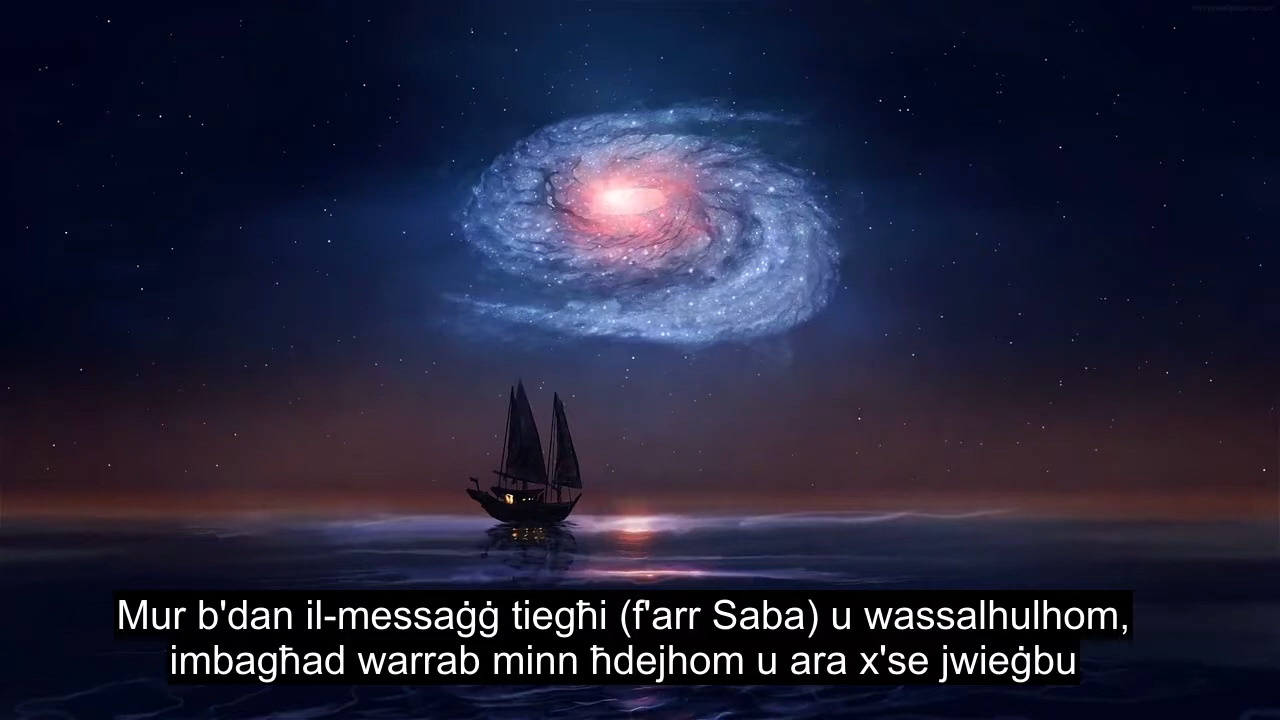 Mur b'dan il-messaġġ tiegħi (f'arr Saba) u wassalhulhom,
imbagħad warrab minn ħdejhom u ara x'se jwieġbu